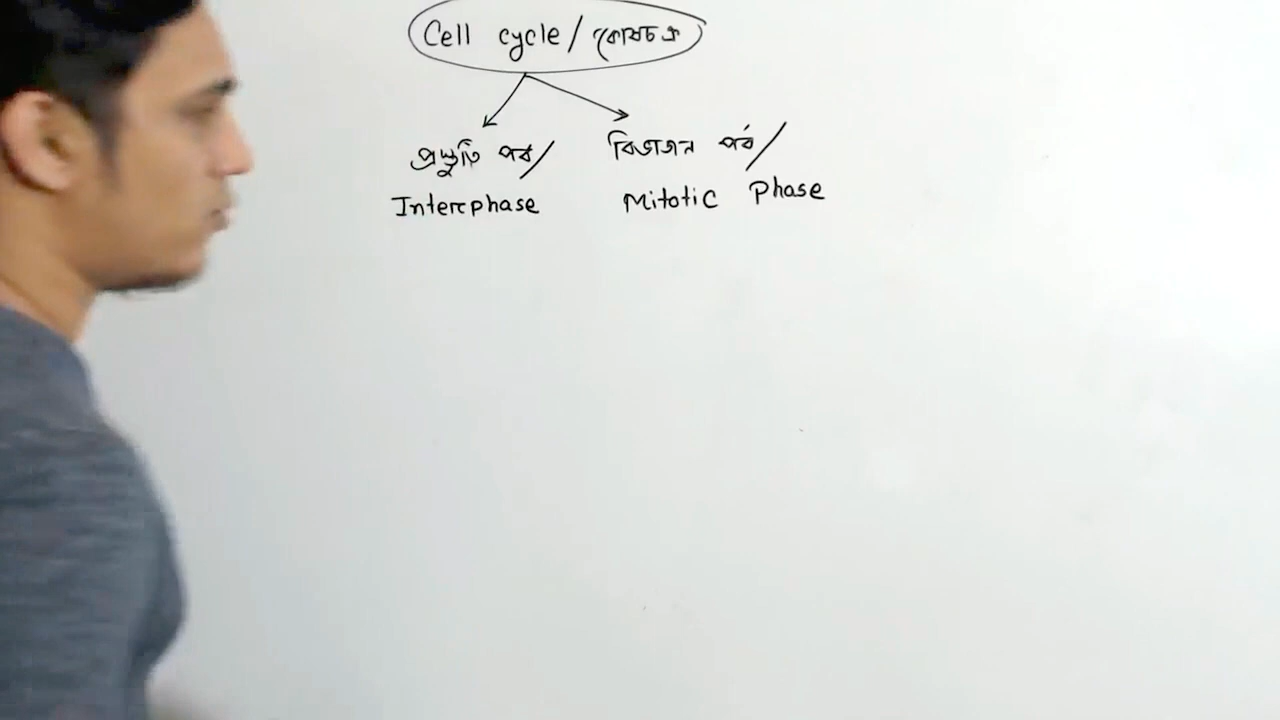 Cell cycle / কোষচক্র
প্রস্তুতি পর্ব/
Interphase
বিভাজন পর্ব/
Mitotic Phase